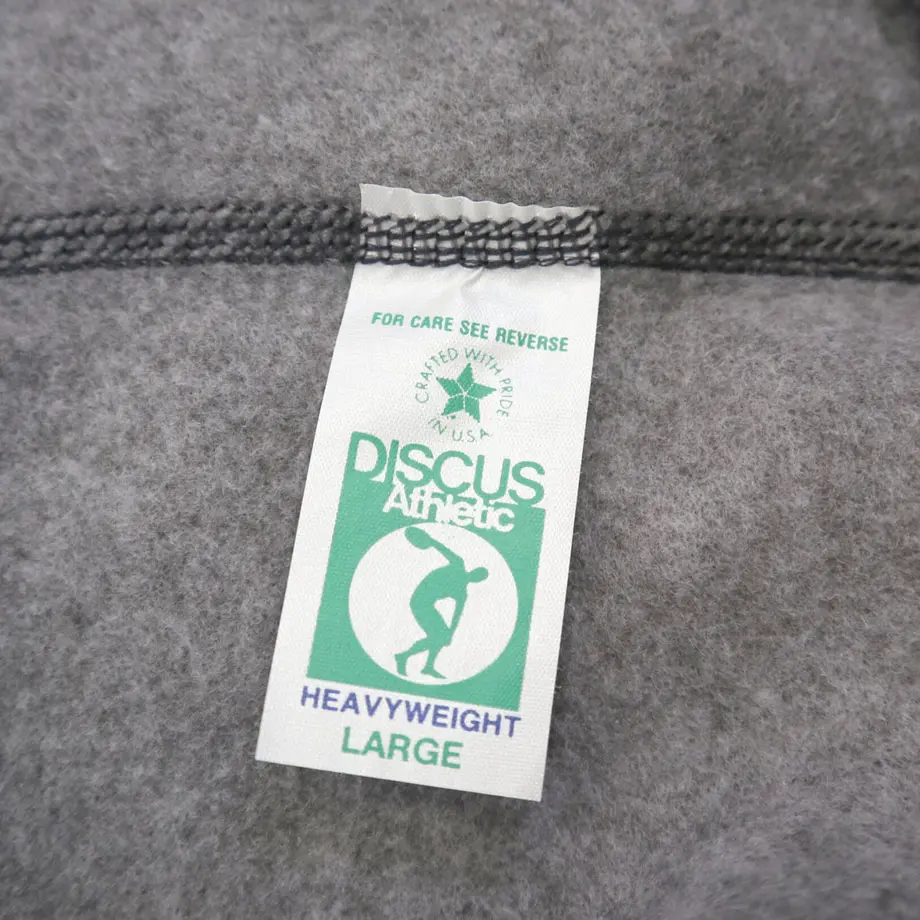 FOR CARE SEE REVERSE
CRAFTED WITH PRIDE
IN U.S.A
DISCUS
Athletic
HEAVYWEIGHT
LARGE